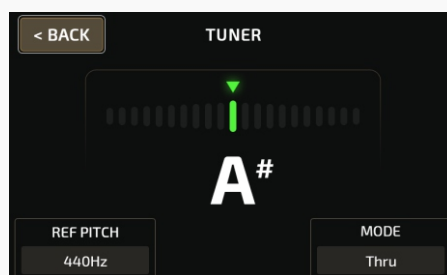 < BACK
TUNER
A#
REF PITCH
440Hz
MODE
Thru